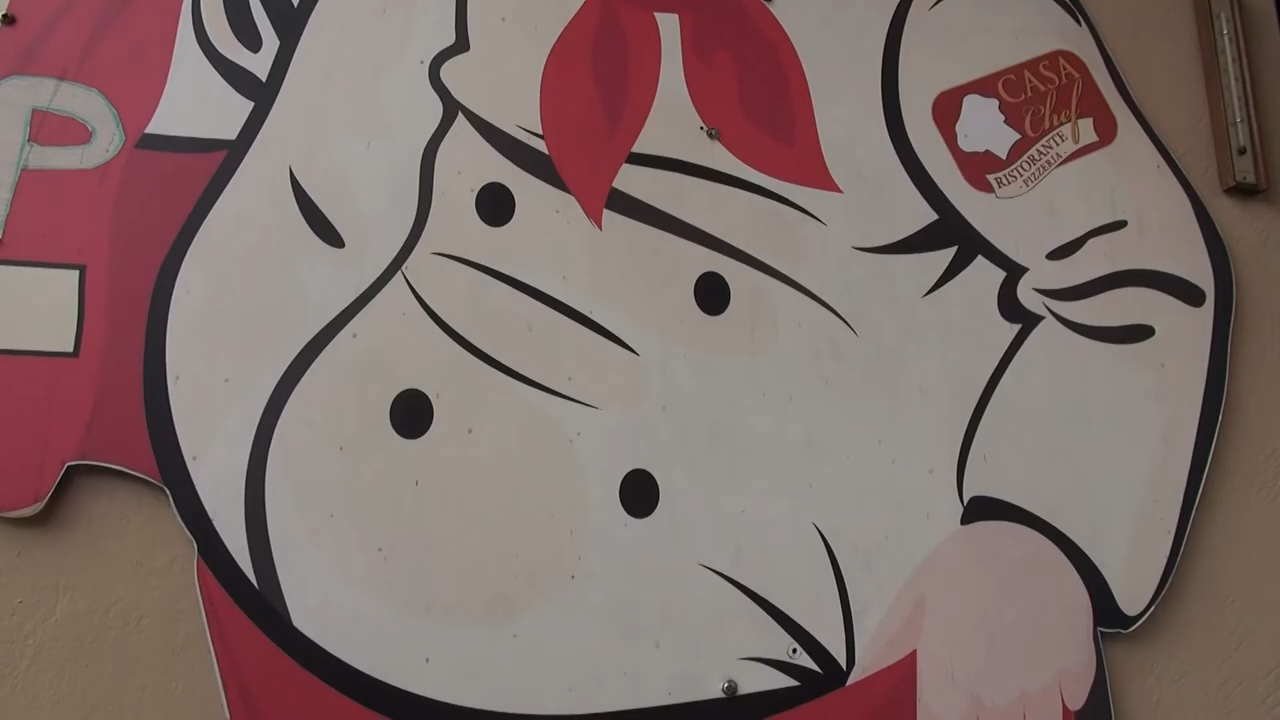 P
CASA
Chef
RISTORANTE
- PIZZERIA -